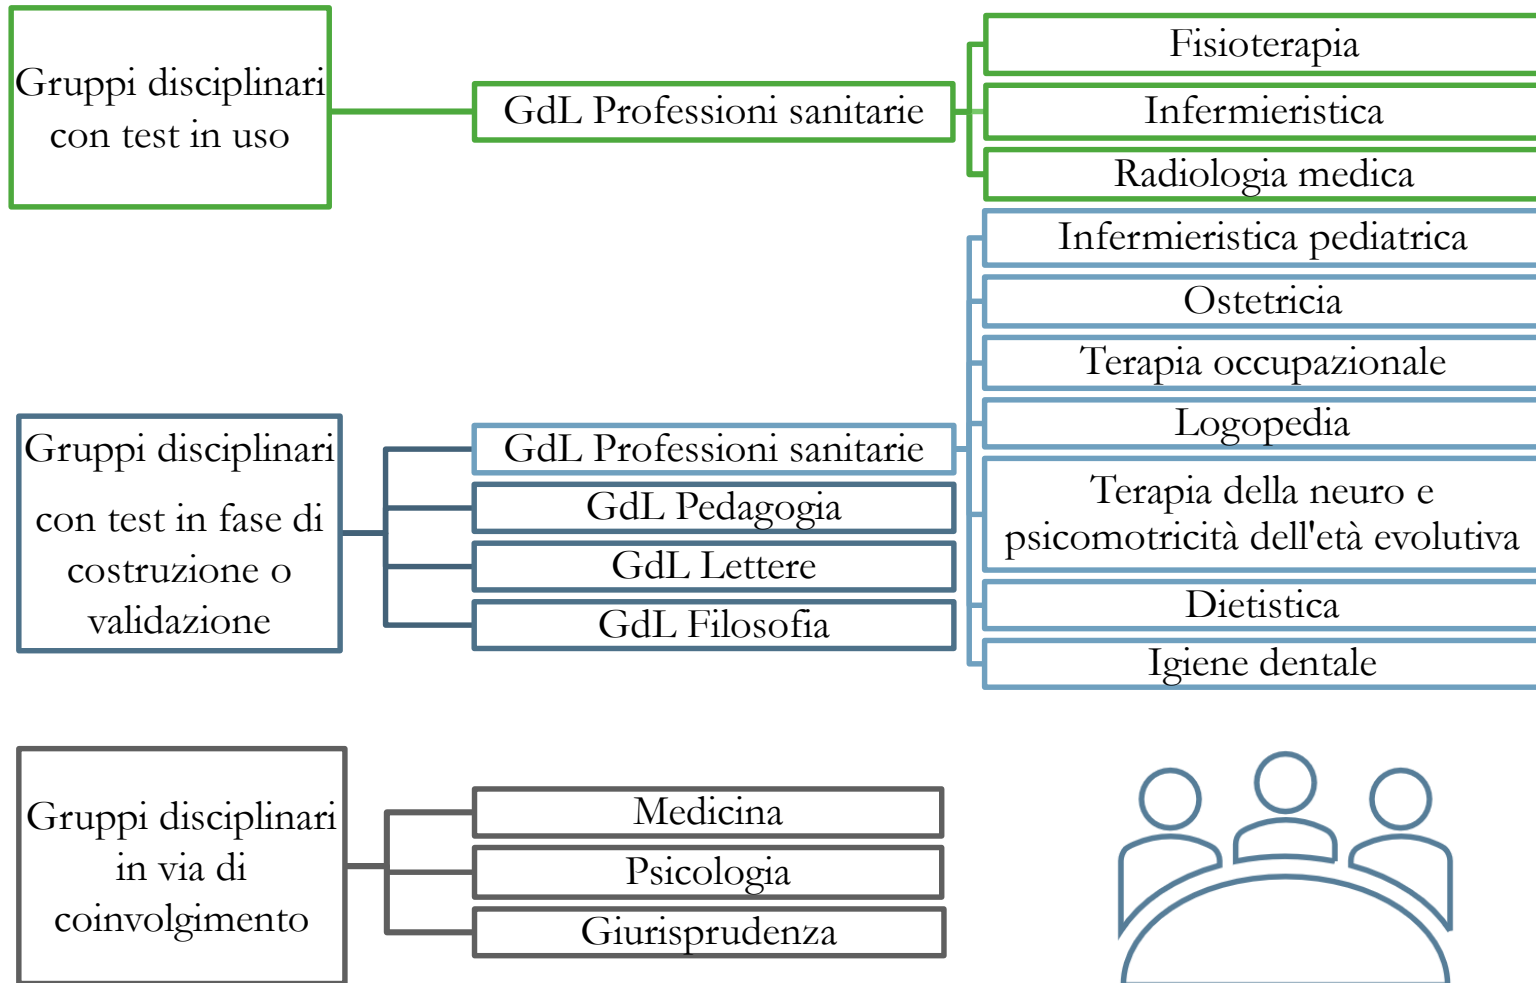 Gruppi disciplinari
con test in uso
GdL Professioni sanitarie
Fisioterapia
Infermieristica
Radiologia medica
Gruppi disciplinari
con test in fase di
costruzione o
validazione
GdL Professioni sanitarie
Infermieristica pediatrica
Ostetricia
Terapia occupazionale
Logopedia
Terapia della neuro e
psicomotricità dell'età evolutiva
Dietistica
Igiene dentale
GdL Pedagogia
GdL Lettere
GdL Filosofia
Gruppi disciplinari
in via di
coinvolgimento
Medicina
Psicologia
Giurisprudenza